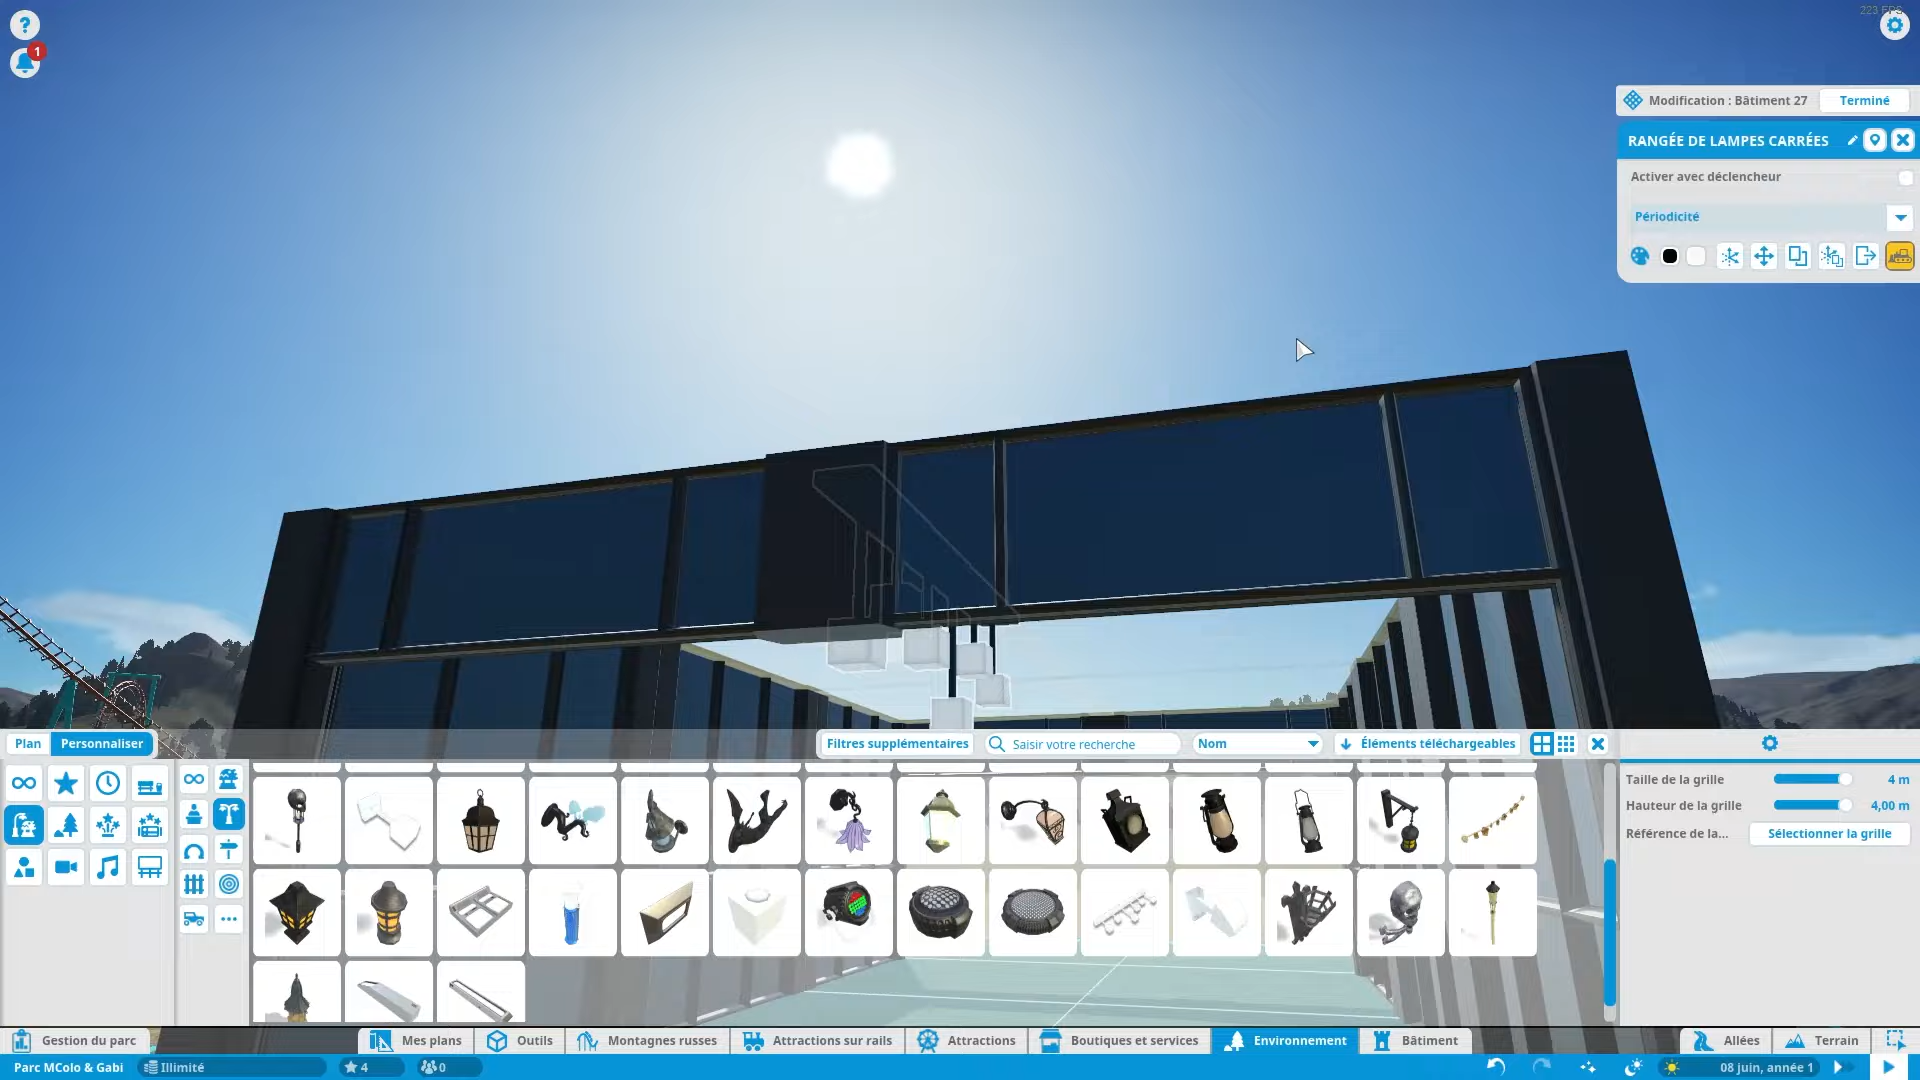 223 FPS
?
1
Modification : Bâtiment 27
Terminé
RANGÉE DE LAMPES CARRÉES
Activer avec déclencheur
Périodicité
Plan
Personnaliser
Filtres supplémentaires
Saisir votre recherche
Nom
Éléments téléchargeables
Taille de la grille
4 m
Hauteur de la grille
4,00 m
Référence de la...
Sélectionner la grille
Gestion du parc
Mes plans
Outils
Montagnes russes
Attractions sur rails
Attractions
Boutiques et services
Environnement
Bâtiment
Allées
Terrain
Parc MColo & Gabi
Illimité
4
0
08 juin, année 1